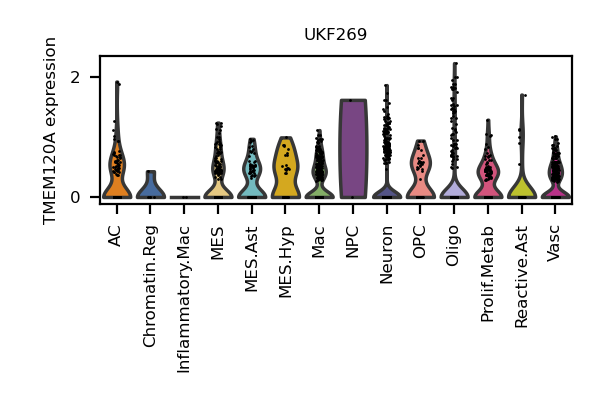 UKF269
TMEM120A expression
2
0
AC
Chromatin.Reg
Inflammatory.Mac
MES
MES.Ast
MES.Hyp
Mac
NPC
Neuron
OPC
Oligo
Prolif.Metab
Reactive.Ast
Vasc